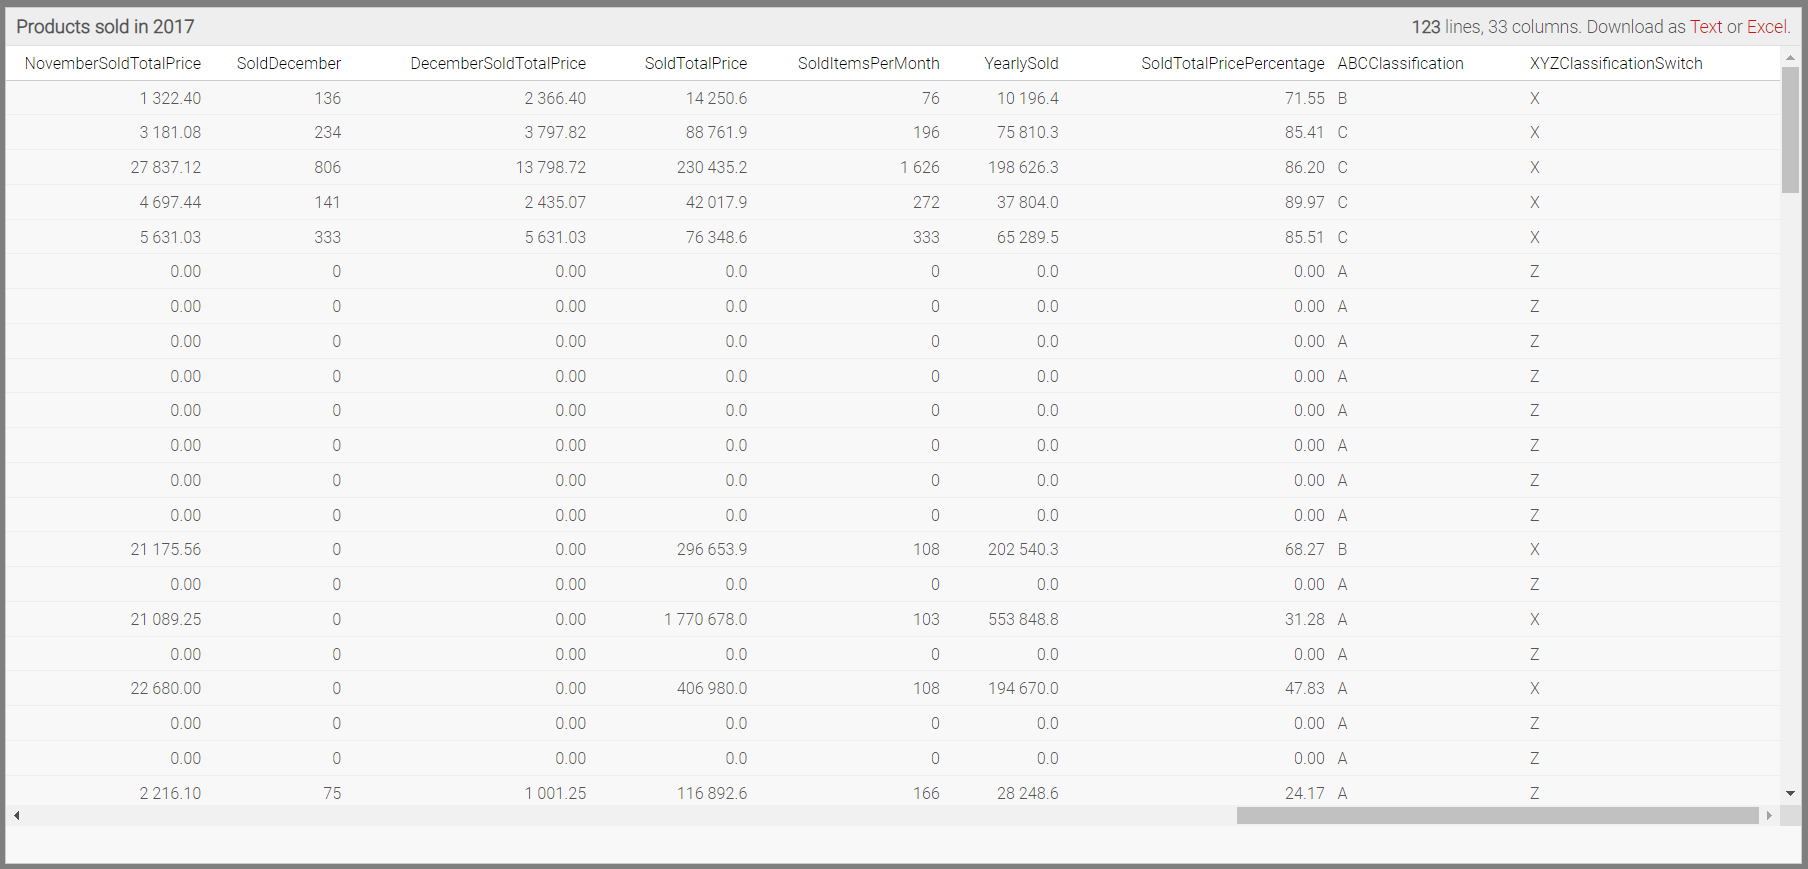 Products sold in 2017 123 lines, 33 columns. Download as Text or Excel.
NovemberSoldTotalPrice SoldDecember DecemberSoldTotalPrice SoldTotalPrice SoldItemsPerMonth YearlySold SoldTotalPricePercentage ABCClassification XYZClassificationSwitch
1 322.40 136 2 366.40 14 250.6 76 10 196.4 71.55 B X
3 181.08 234 3 797.82 88 761.9 196 75 810.3 85.41 C X
27 837.12 806 13 798.72 230 435.2 1 626 198 626.3 86.20 C X
4 697.44 141 2 435.07 42 017.9 272 37 804.0 89.97 C X
5 631.03 333 5 631.03 76 348.6 333 65 289.5 85.51 C X
0.00 0 0.00 0.0 0 0.0 0.00 A Z
0.00 0 0.00 0.0 0 0.0 0.00 A Z
0.00 0 0.00 0.0 0 0.0 0.00 A Z
0.00 0 0.00 0.0 0 0.0 0.00 A Z
0.00 0 0.00 0.0 0 0.0 0.00 A Z
0.00 0 0.00 0.0 0 0.0 0.00 A Z
0.00 0 0.00 0.0 0 0.0 0.00 A Z
0.00 0 0.00 0.0 0 0.0 0.00 A Z
21 175.56 0 0.00 296 653.9 108 202 540.3 68.27 B X
0.00 0 0.00 0.0 0 0.0 0.00 A Z
21 089.25 0 0.00 1 770 678.0 103 553 848.8 31.28 A X
0.00 0 0.00 0.0 0 0.0 0.00 A Z
22 680.00 0 0.00 406 980.0 108 194 670.0 47.83 A X
0.00 0 0.00 0.0 0 0.0 0.00 A Z
0.00 0 0.00 0.0 0 0.0 0.00 A Z
2 216.10 75 1 001.25 116 892.6 166 28 248.6 24.17 A Z